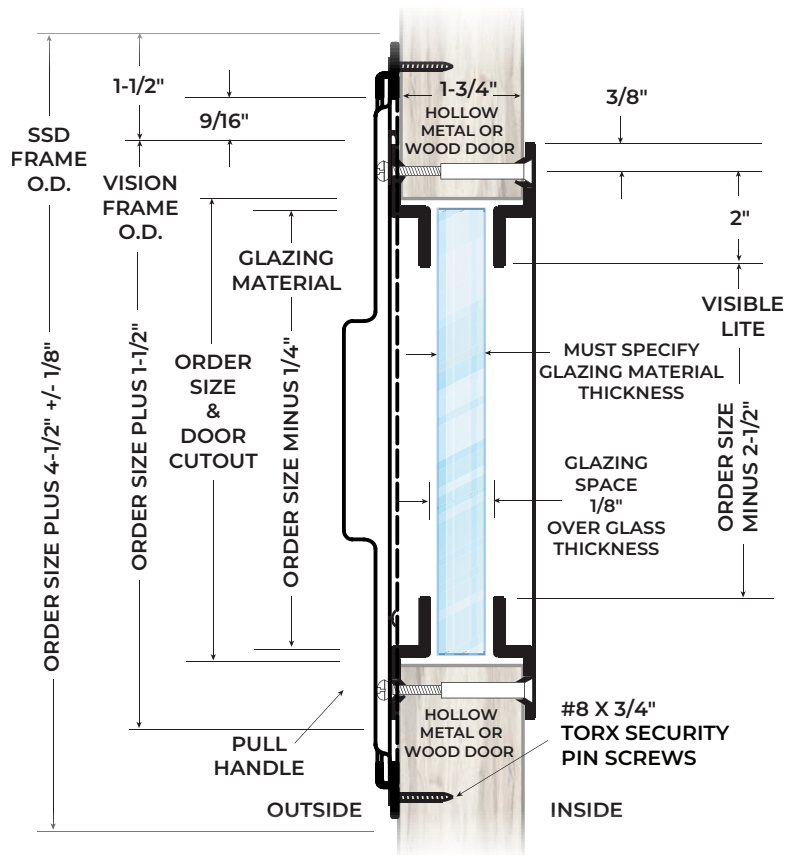 1-1/2"
9/16"
SSD
FRAME
O.D.
VISION
FRAME
O.D.
ORDER SIZE PLUS 4-1/2" +/- 1/8"
ORDER SIZE PLUS 1-1/2"
ORDER
SIZE
&
DOOR
CUTOUT
GLAZING
MATERIAL
ORDER SIZE MINUS 1/4"
1-3/4"
HOLLOW
METAL OR
WOOD DOOR
3/8"
2"
VISIBLE
LITE
ORDER SIZE
MINUS 2-1/2"
MUST SPECIFY
GLAZING MATERIAL
THICKNESS
GLAZING
SPACE
1/8"
OVER GLASS
THICKNESS
HOLLOW
METAL OR
WOOD DOOR
#8 X 3/4"
TORX SECURITY
PIN SCREWS
PULL
HANDLE
OUTSIDE
INSIDE